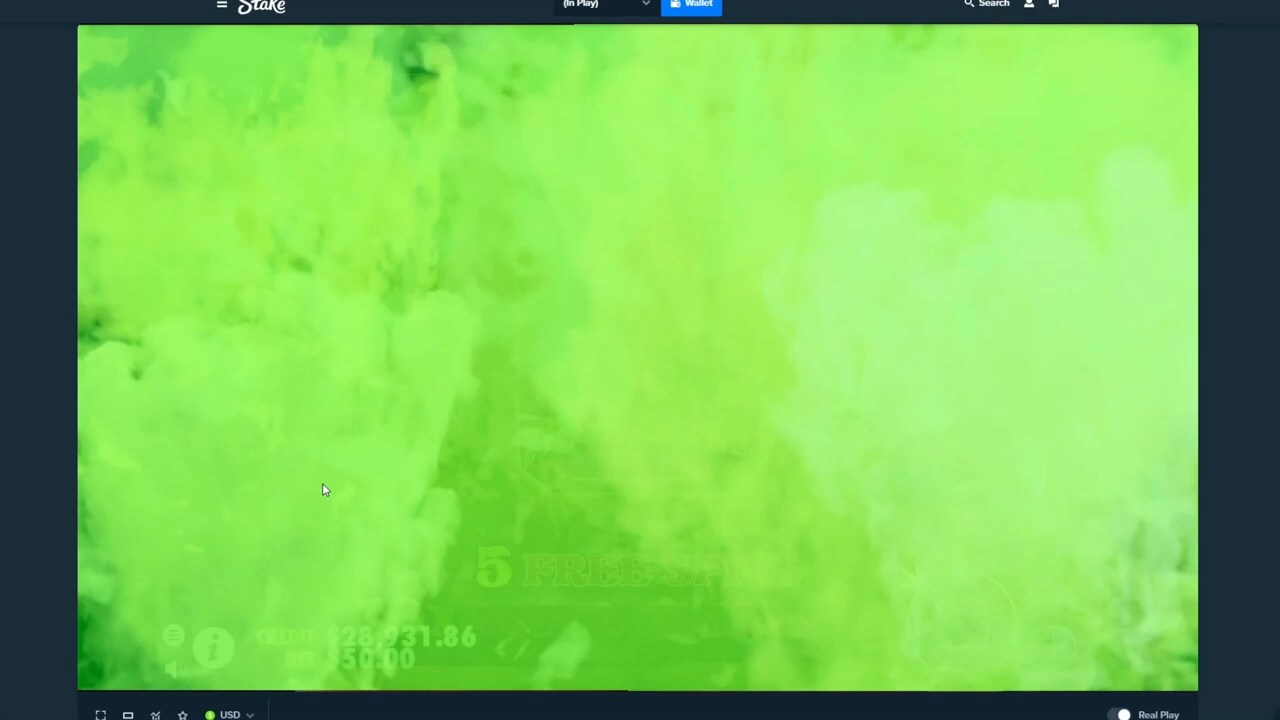 Stake
(In Play)
Wallet
Search
5 FREE SPINS
CREDIT $28,931.86
BET $50.00
USD
Real Play